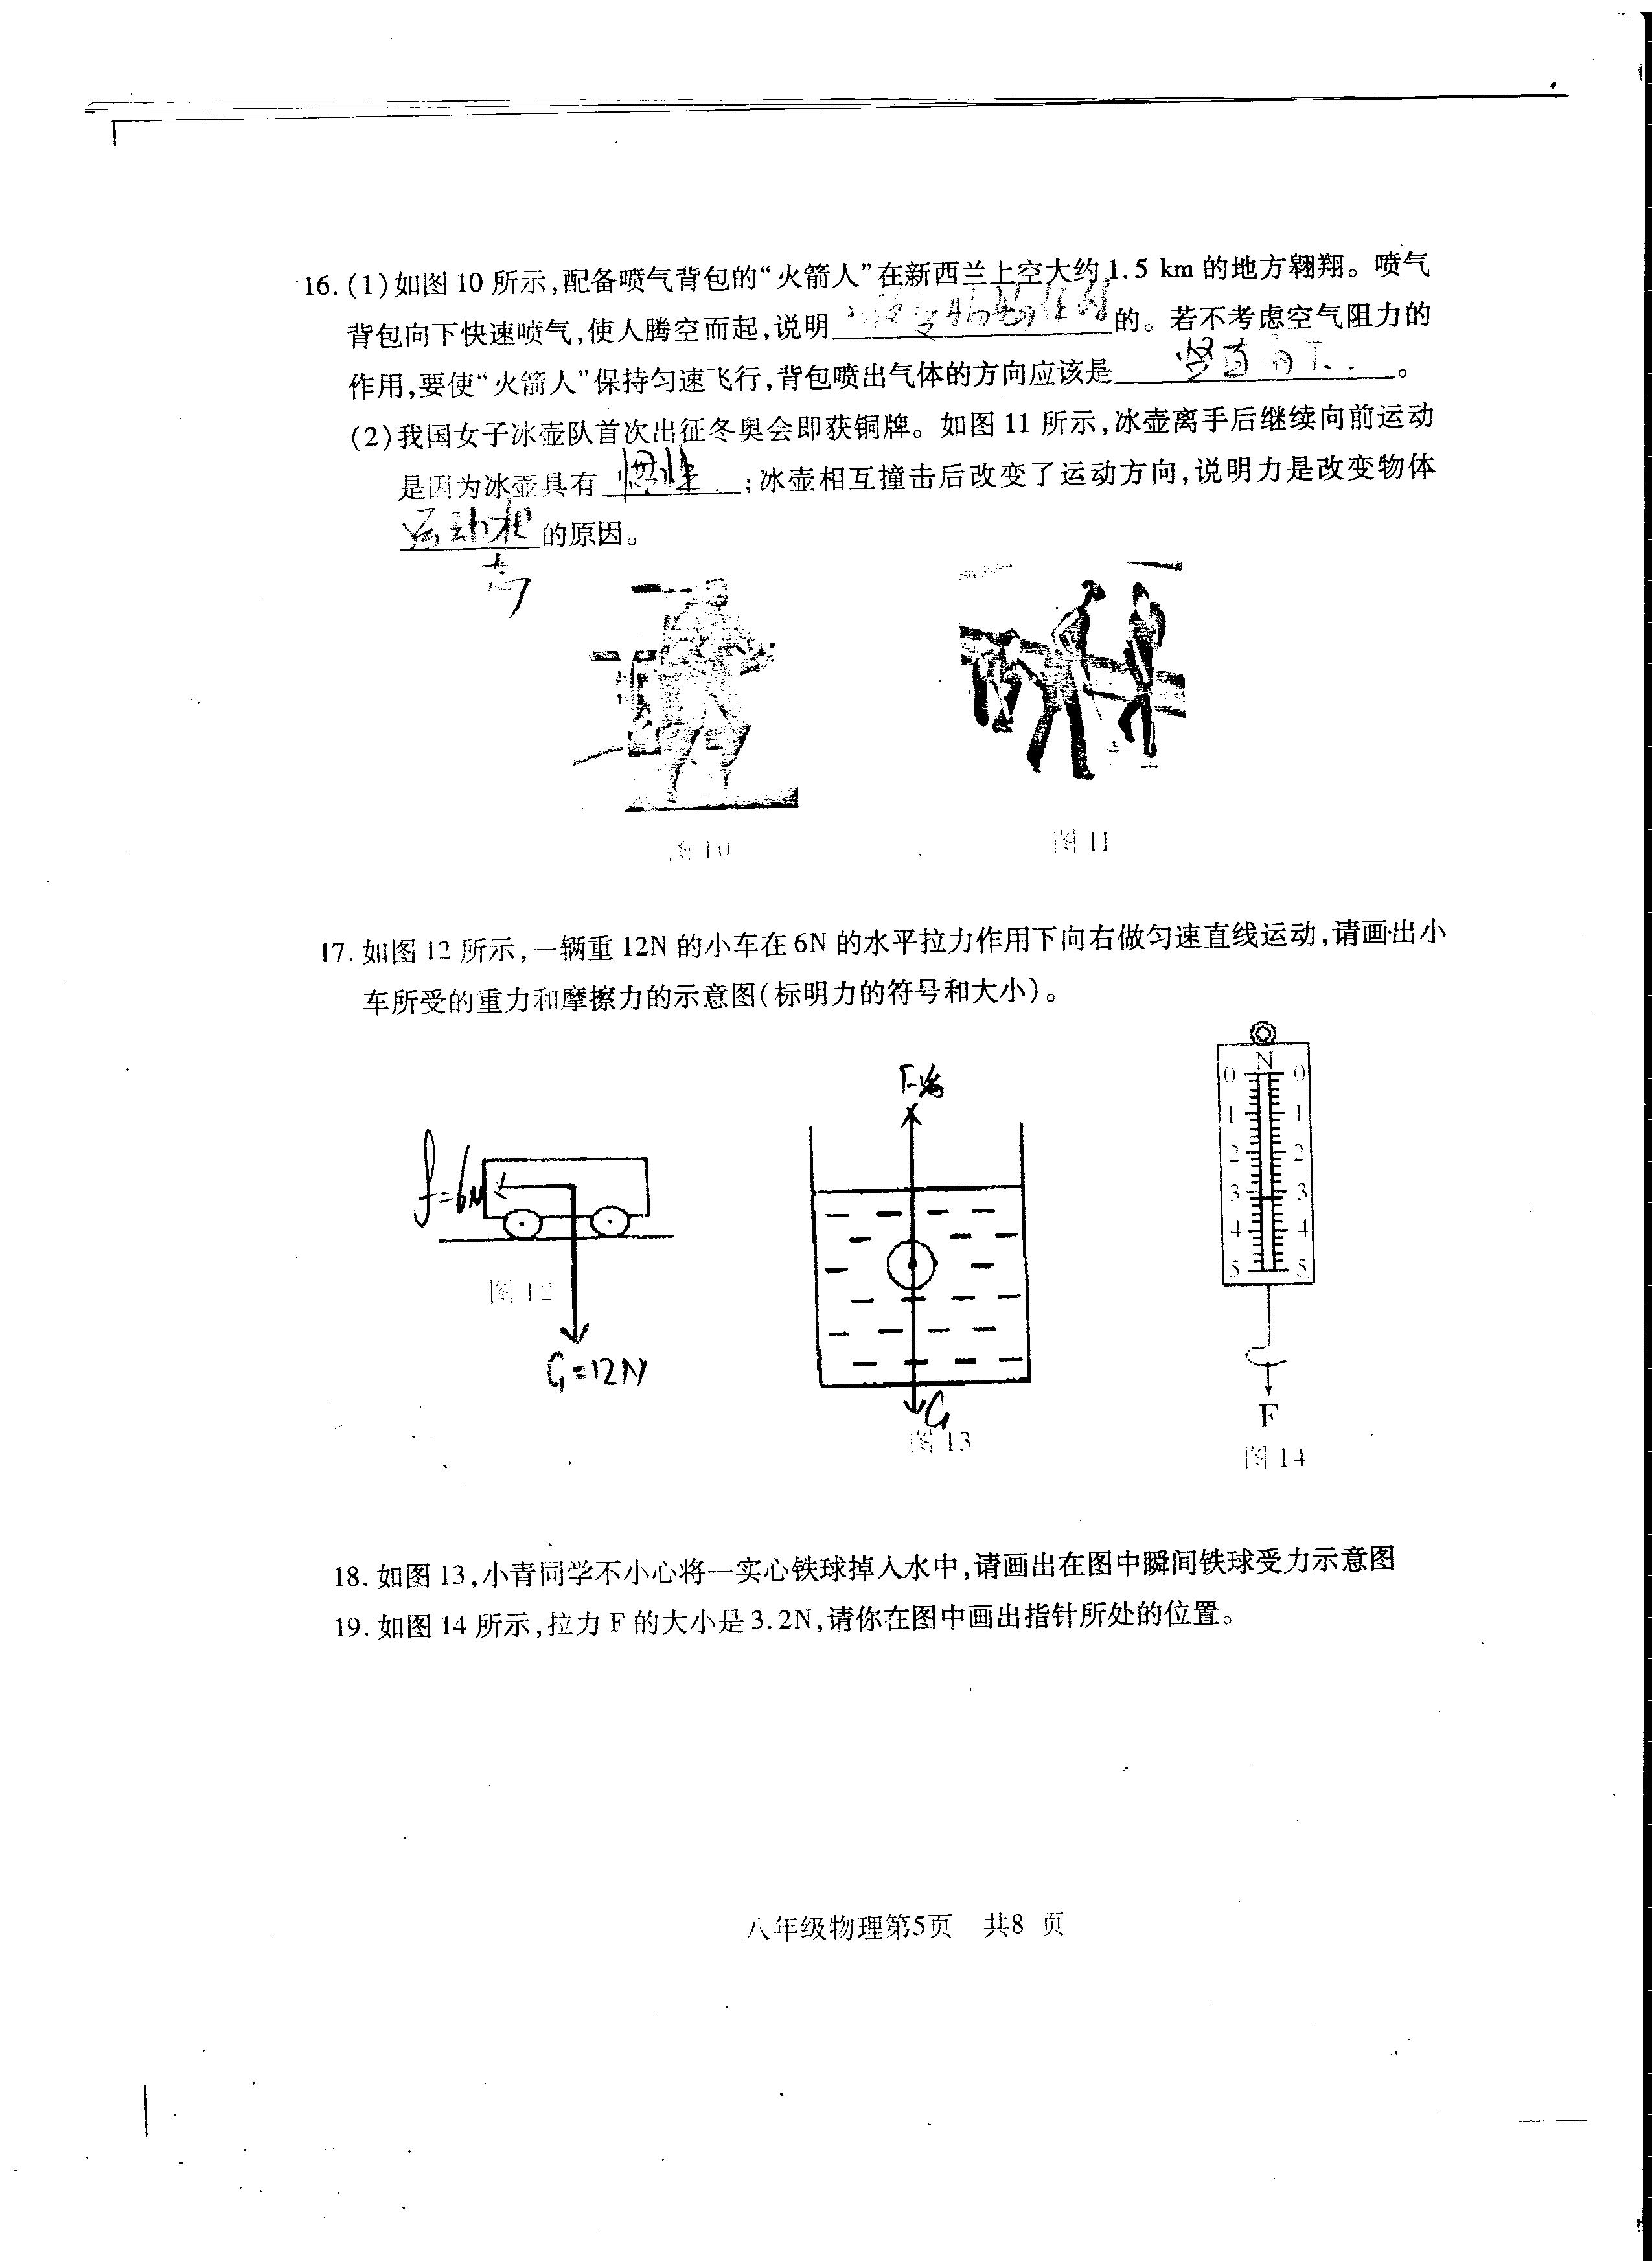 16. (1)如图 10 所示,配备喷气背包的“火箭人”在新西兰上空大约 1.5 km 的地方翱翔。喷气
背包向下快速喷气,使人腾空而起,说明 的。若不考虑空气阻力的
作用,要使“火箭人”保持匀速飞行,背包喷出气体的方向应该是 竖直向下 。
(2)我国女子冰壶队首次出征冬奥会即获铜牌。如图 11 所示,冰壶离手后继续向前运动
是因为冰壶具有 惯性 ;冰壶相互撞击后改变了运动方向,说明力是改变物体
运动状 的原因。
态
图 10
图 11
17. 如图 12 所示,一辆重 12N 的小车在 6N 的水平拉力作用下向右做匀速直线运动,请画出小
车所受的重力和摩擦力的示意图(标明力的符号和大小)。
f=6N
图 12
G=12N
F浮
G
图 13
N
0 0
1 1
2 2
3 3
4 4
5 5
F
图 14
18. 如图 13,小青同学不小心将一实心铁球掉入水中,请画出在图中瞬间铁球受力示意图
19. 如图 14 所示,拉力 F 的大小是 3.2N,请你在图中画出指针所处的位置。
八年级物理第5页 共8 页